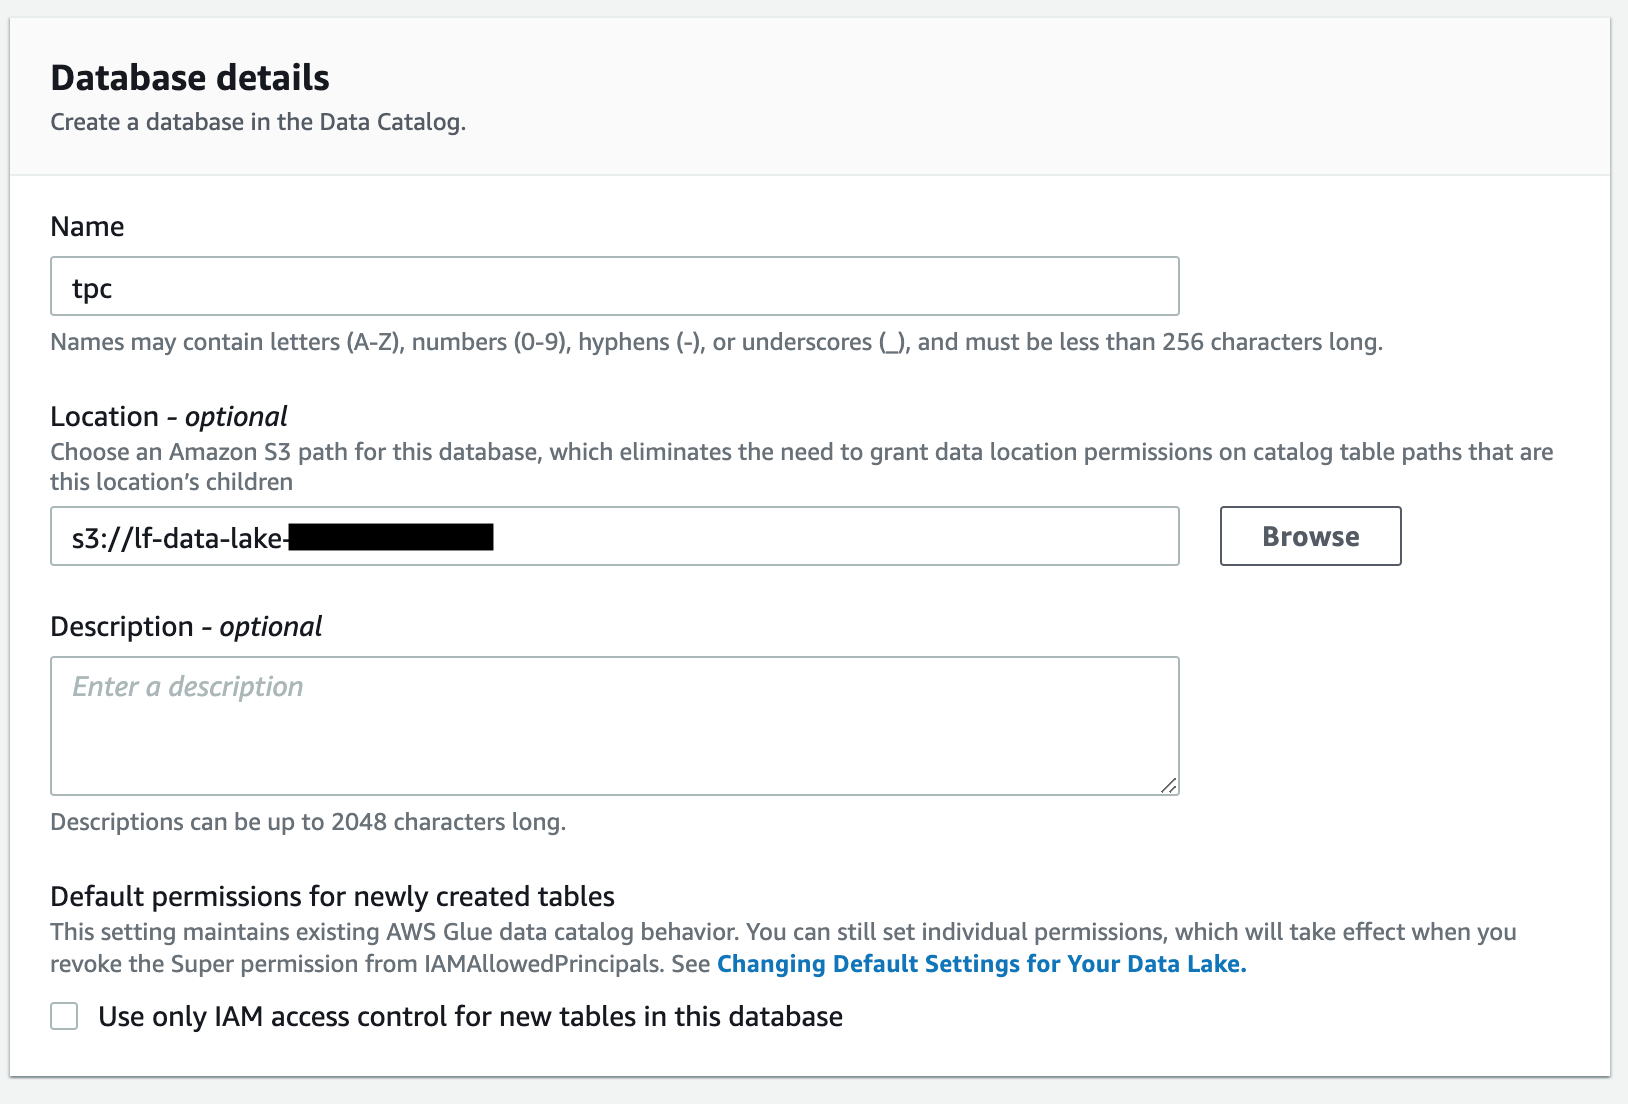 Database details
Create a database in the Data Catalog.
Name
tpc
Names may contain letters (A-Z), numbers (0-9), hyphens (-), or underscores (_), and must be less than 256 characters long.
Location - optional
Choose an Amazon S3 path for this database, which eliminates the need to grant data location permissions on catalog table paths that are
this location’s children
s3://lf-data-lake-
Browse
Description - optional
Enter a description
Descriptions can be up to 2048 characters long.
Default permissions for newly created tables
This setting maintains existing AWS Glue data catalog behavior. You can still set individual permissions, which will take effect when you
revoke the Super permission from IAMAllowedPrincipals. See Changing Default Settings for Your Data Lake.
Use only IAM access control for new tables in this database